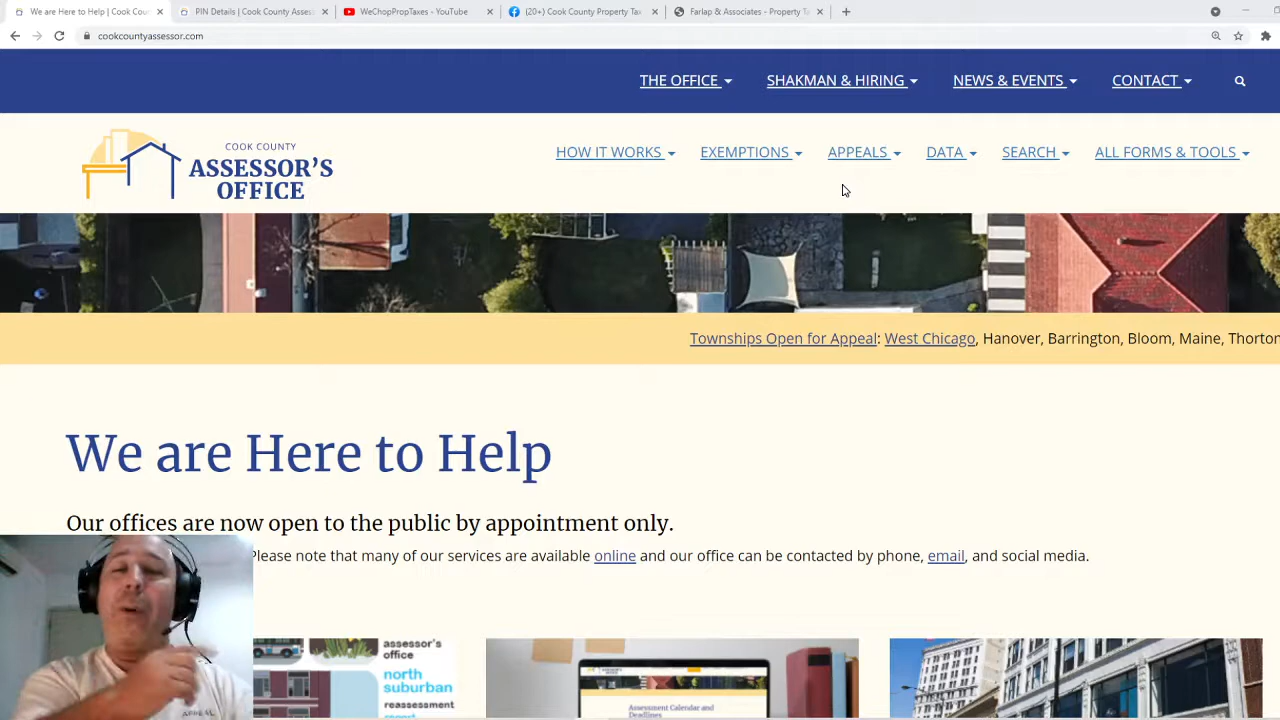 We are Here to Help | Cook Cou
PIN Details | Cook County Asses
WeChopPropTaxes - YouTube
(20+) Cook County Property Tax
Farlap & Associates - Property T
cookcountyassessor.com
THE OFFICE
SHAKMAN & HIRING
NEWS & EVENTS
CONTACT
COOK COUNTY
ASSESSOR'S
OFFICE
HOW IT WORKS
EXEMPTIONS
APPEALS
DATA
SEARCH
ALL FORMS & TOOLS
Townships Open for Appeal: West Chicago, Hanover, Barrington, Bloom, Maine, Thorton
We are Here to Help
Our offices are now open to the public by appointment only.
Please note that many of our services are available online and our office can be contacted by phone, email, and social media.
assessor's
office
north
suburban
reassessment
report
Assessment Calendar and
Deadlines
APPEAL